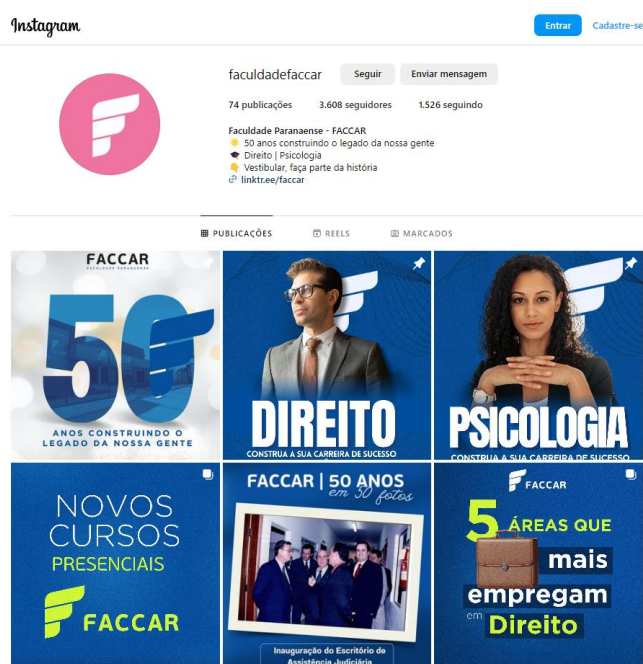 Instagram
Entrar
Cadastre-se
faculdadefaccar
Seguir
Enviar mensagem
74 publicações
3.608 seguidores
1.526 seguindo
Faculdade Paranaense - FACCAR
50 anos construindo o legado da nossa gente
Direito | Psicologia
Vestibular, faça parte da história
linktr.ee/faccar
PUBLICAÇÕES
REELS
MARCADOS
FACCAR
FACULDADE PARANAENSE
50
ANOS CONSTRUINDO O
LEGADO DA NOSSA GENTE
DIREITO
CONSTRUA A SUA CARREIRA DE SUCESSO
PSICOLOGIA
CONSTRUA A SUA CARREIRA DE SUCESSO
NOVOS
CURSOS
PRESENCIAIS
FACCAR
FACCAR | 50 ANOS
em 50 fotos
Inauguração do Escritório de
Assistência Judiciária
FACCAR
5 ÁREAS QUE
mais
empregam
em Direito